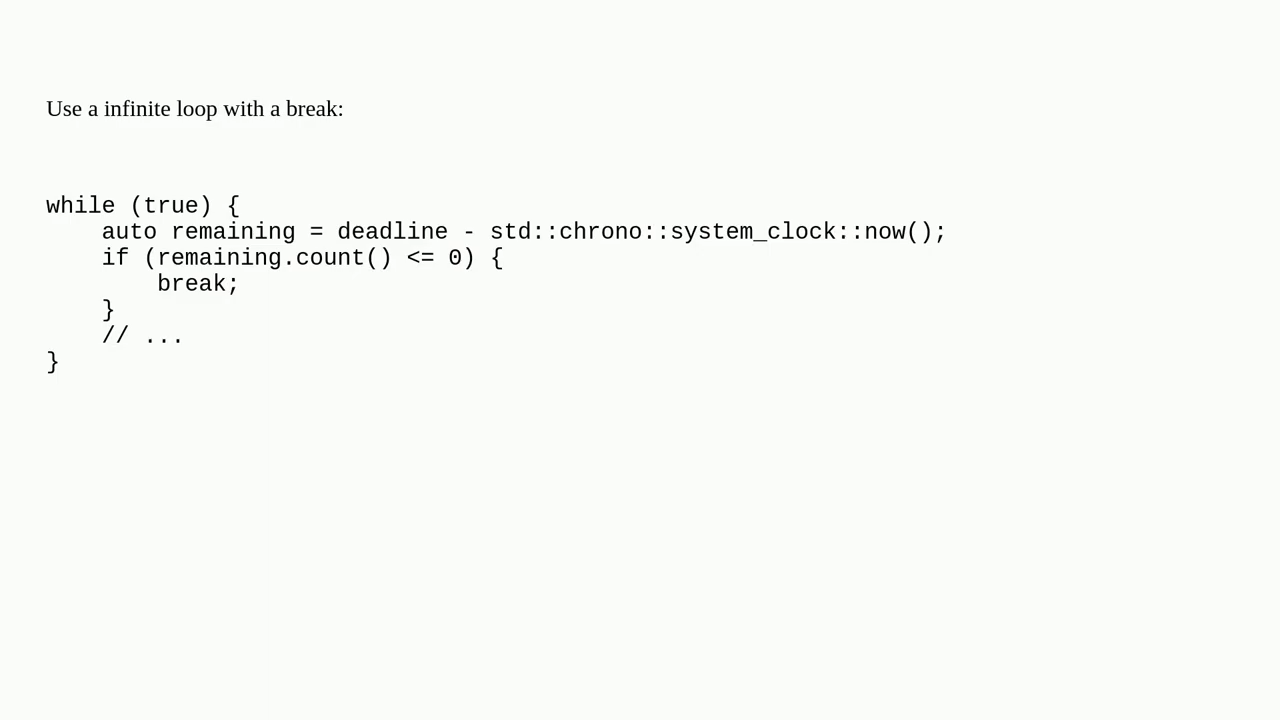 Use a infinite loop with a break:
while (true) {
    auto remaining = deadline - std::chrono::system_clock::now();
    if (remaining.count() <= 0) {
        break;
    }
    // ...
}